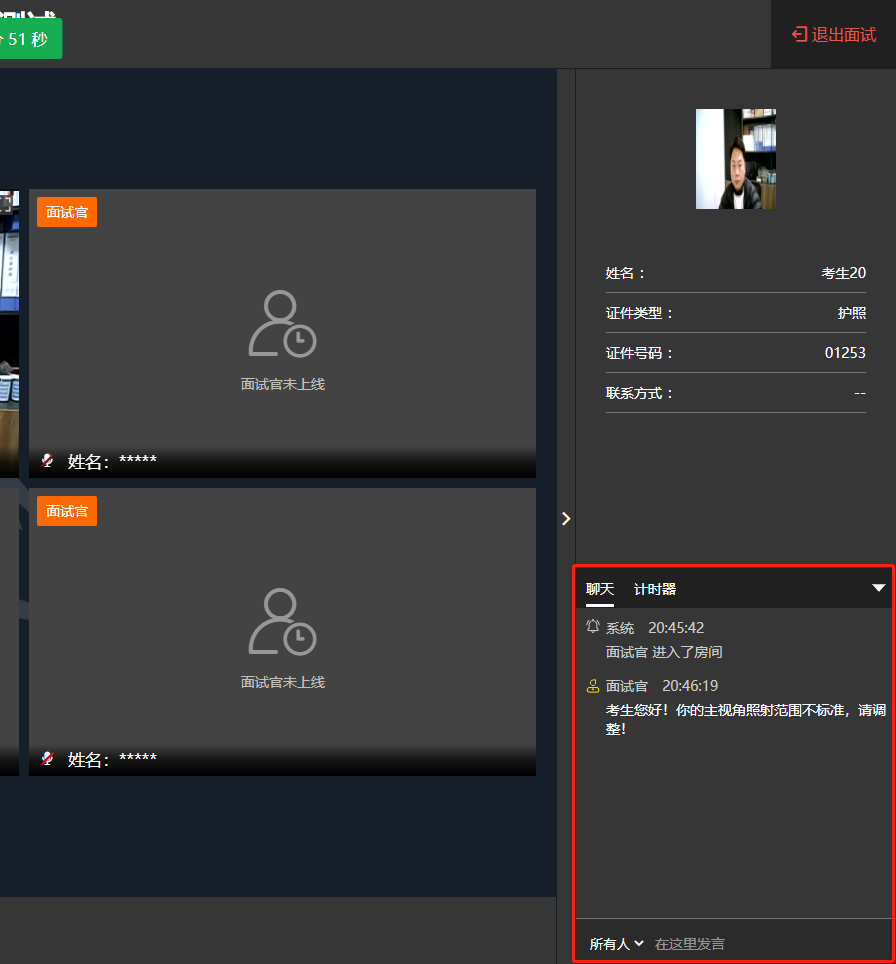 51 秒
退出面试
面试官
面试官未上线
姓名：*****
面试官
面试官未上线
姓名：*****
姓名：
考生20
证件类型：
护照
证件号码：
01253
联系方式：
--
聊天 计时器
系统 20:45:42
面试官 进入了房间
面试官 20:46:19
考生您好！你的主视角照射范围不标准，请调
整！
所有人 在这里发言